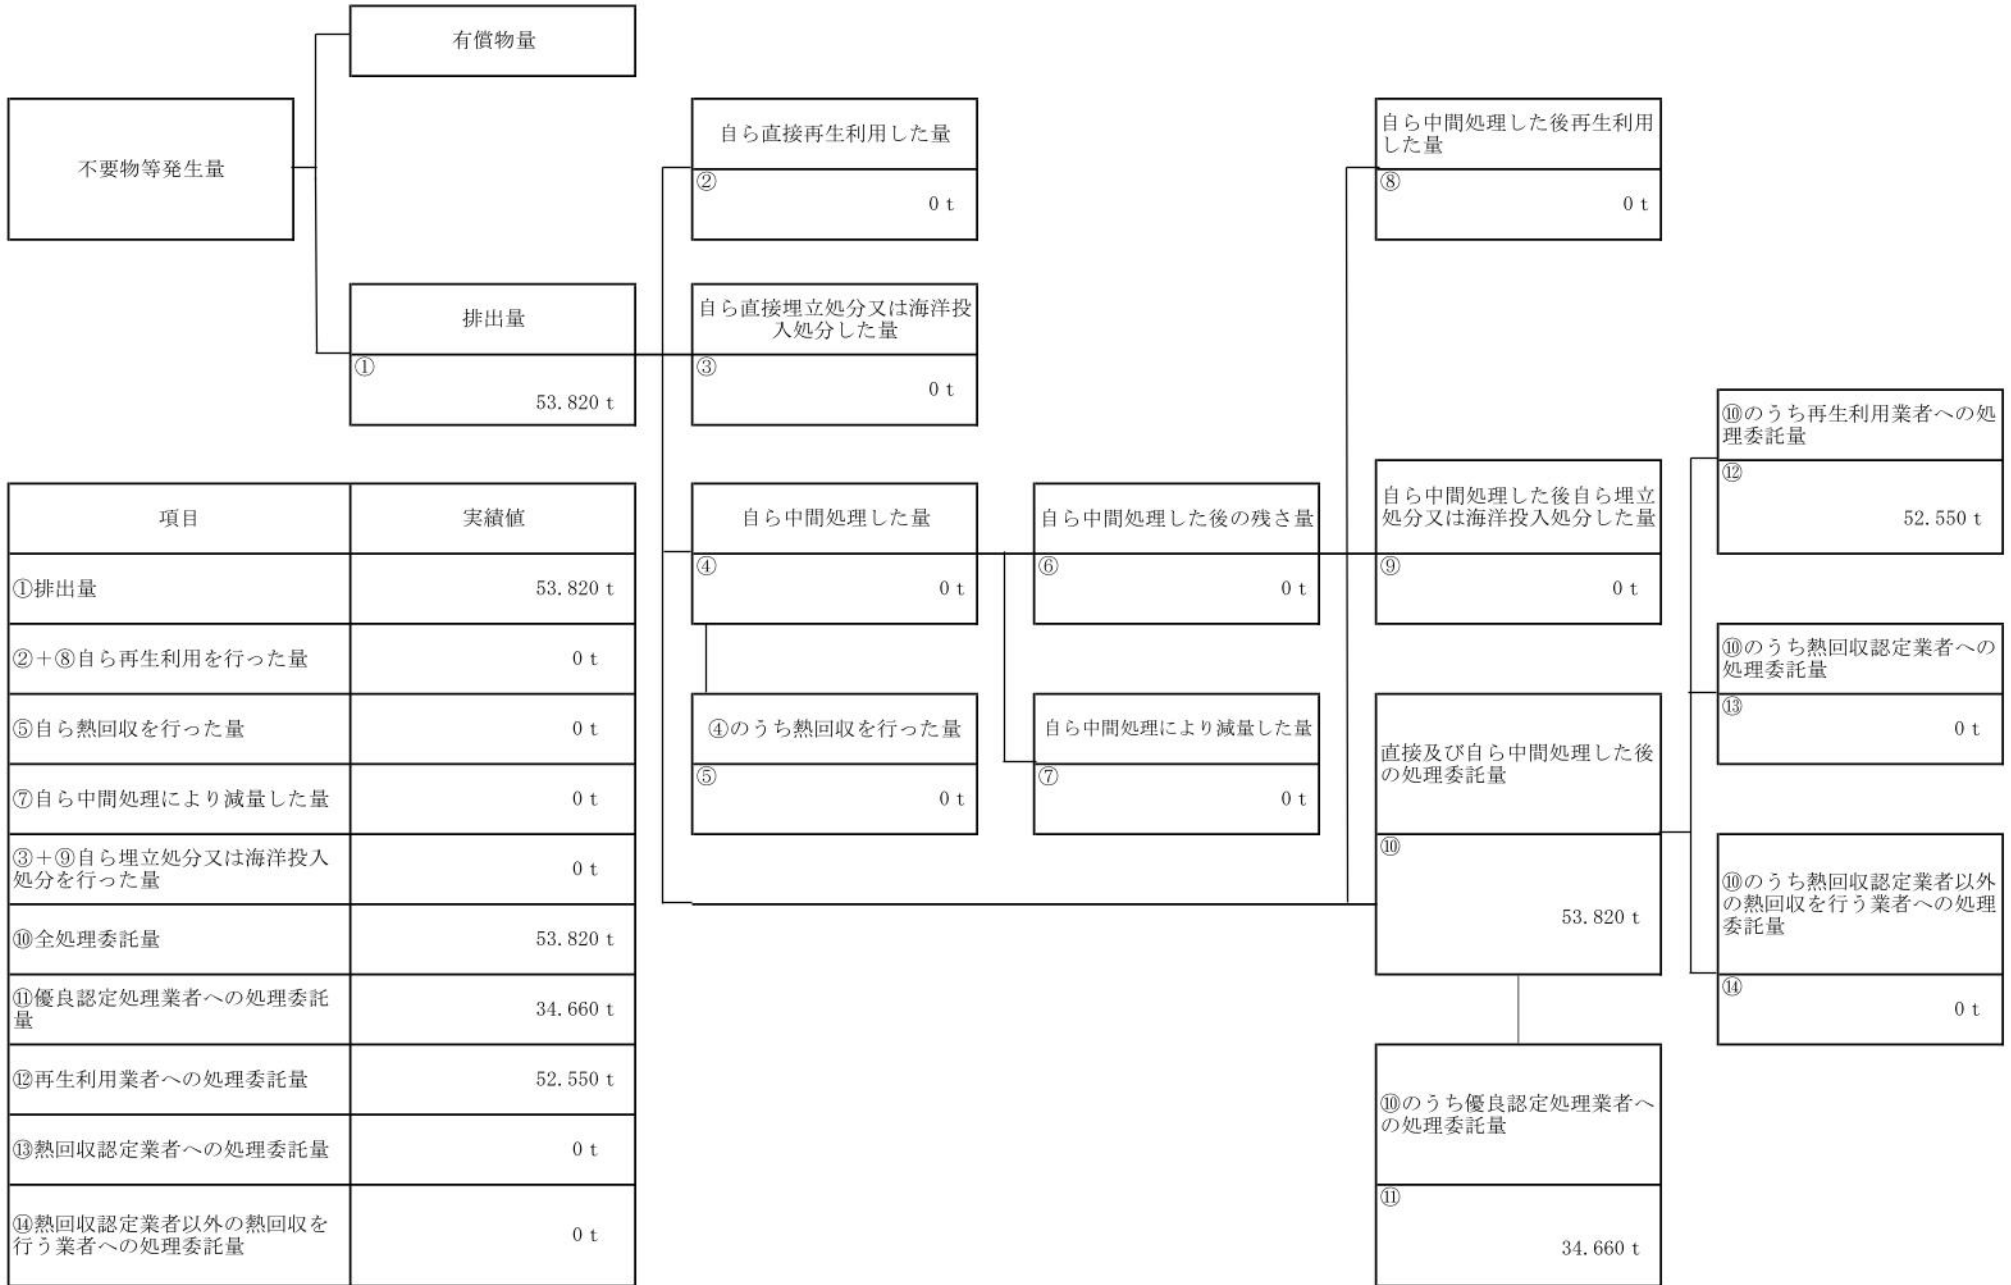 有償物量
不要物等発生量
自ら直接再生利用した量
②
0 t
自ら中間処理した後再生利用
した量
⑧
0 t
排出量
①
53.820 t
自ら直接埋立処分又は海洋投
入処分した量
③
0 t
⑩のうち再生利用業者への処
理委託量
⑫
52.550 t
項目
実績値
①排出量
53.820 t
②+⑧自ら再生利用を行った量
0 t
⑤自ら熱回収を行った量
0 t
⑦自ら中間処理により減量した量
0 t
③+⑨自ら埋立処分又は海洋投入
処分を行った量
0 t
⑩全処理委託量
53.820 t
⑪優良認定処理業者への処理委託
量
34.660 t
⑫再生利用業者への処理委託量
52.550 t
⑬熱回収認定業者への処理委託量
0 t
⑭熱回収認定業者以外の熱回収を
行う業者への処理委託量
0 t
自ら中間処理した量
④
0 t
自ら中間処理した後の残さ量
⑥
0 t
自ら中間処理した後自ら埋立
処分又は海洋投入処分した量
⑨
0 t
④のうち熱回収を行った量
⑤
0 t
自ら中間処理により減量した量
⑦
0 t
直接及び自ら中間処理した後
の処理委託量
⑩
53.820 t
⑩のうち熱回収認定業者への
処理委託量
⑬
0 t
⑩のうち熱回収認定業者以外
の熱回収を行う業者への処理
委託量
⑭
0 t
⑩のうち優良認定処理業者へ
の処理委託量
⑪
34.660 t